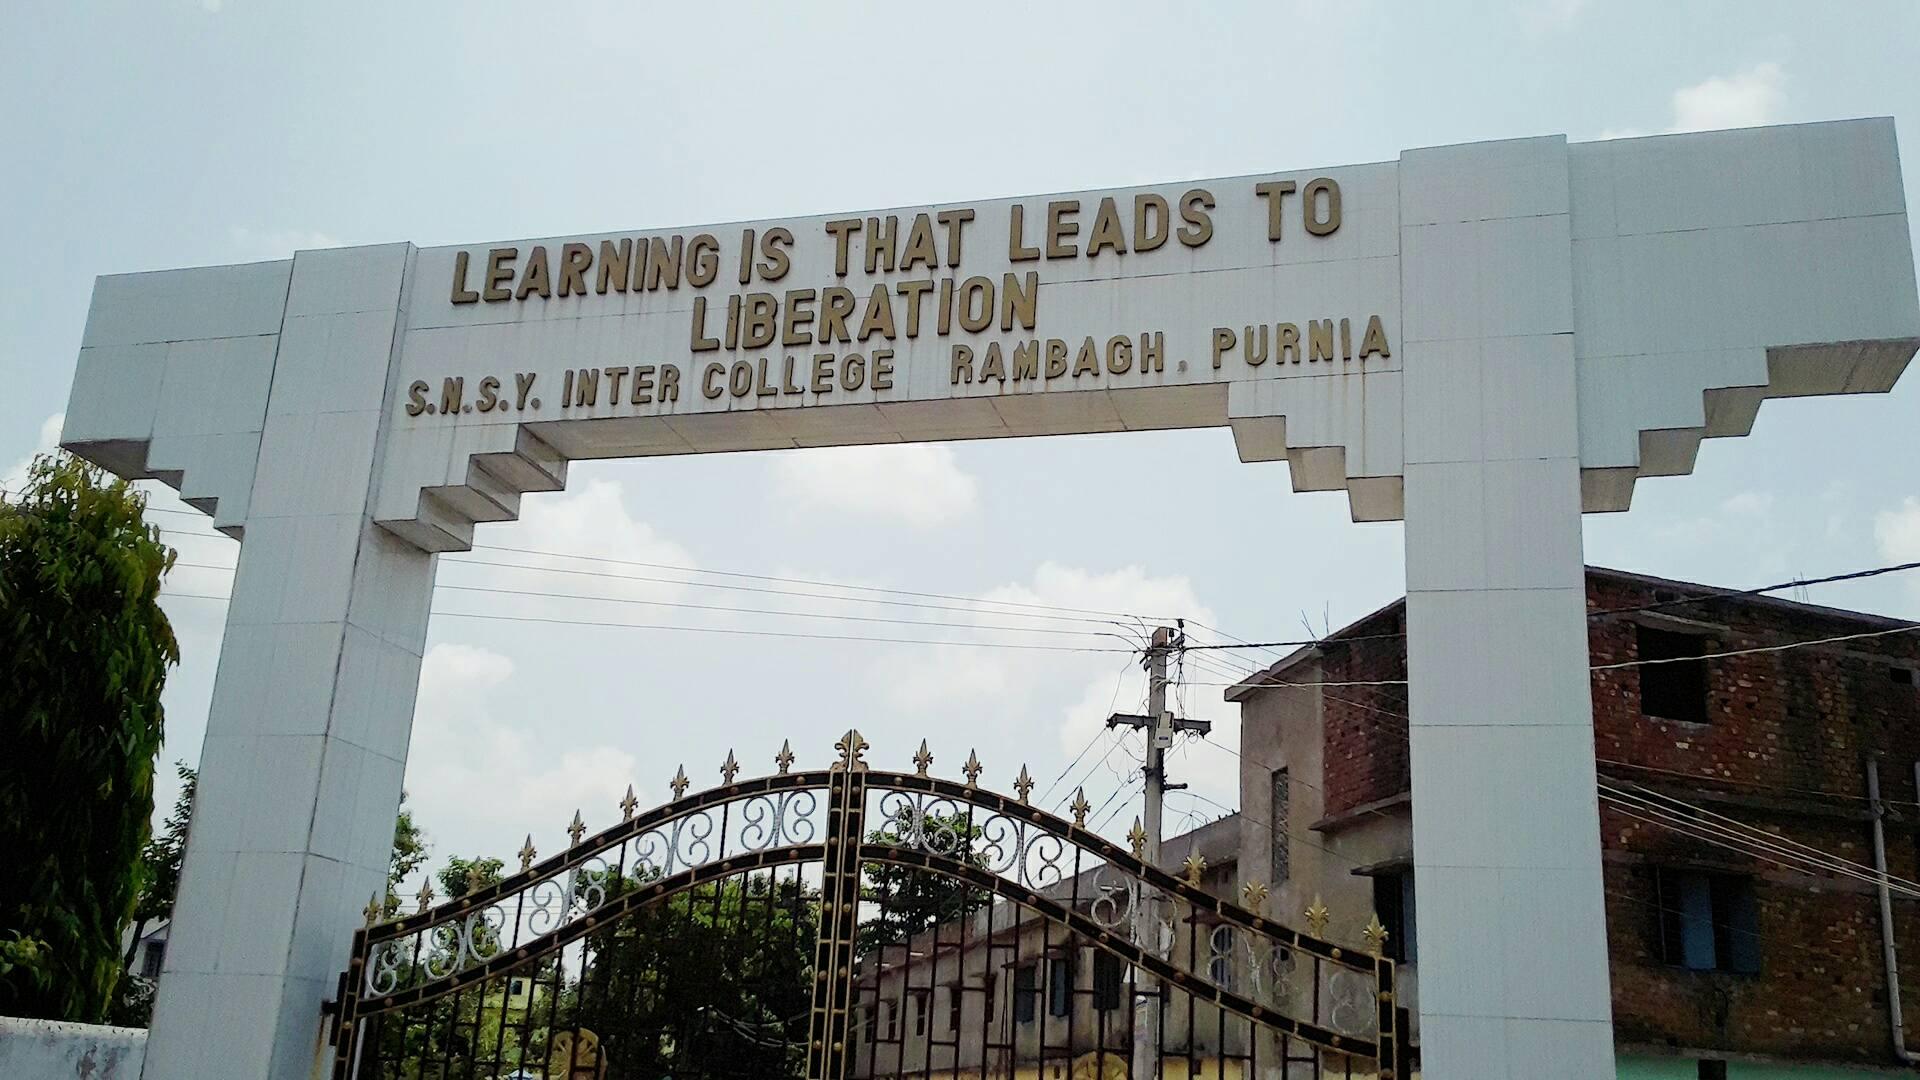 LEARNING IS THAT LEADS TO
LIBERATION
S.N.S.Y. INTER COLLEGE RAMBAGH. PURNIA